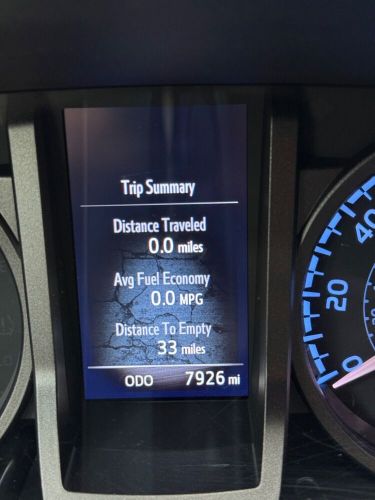 Trip Summary
Distance Traveled
0.0 miles
Avg Fuel Economy
0.0 MPG
Distance To Empty
33 miles
ODO 7926 mi
40
20
0